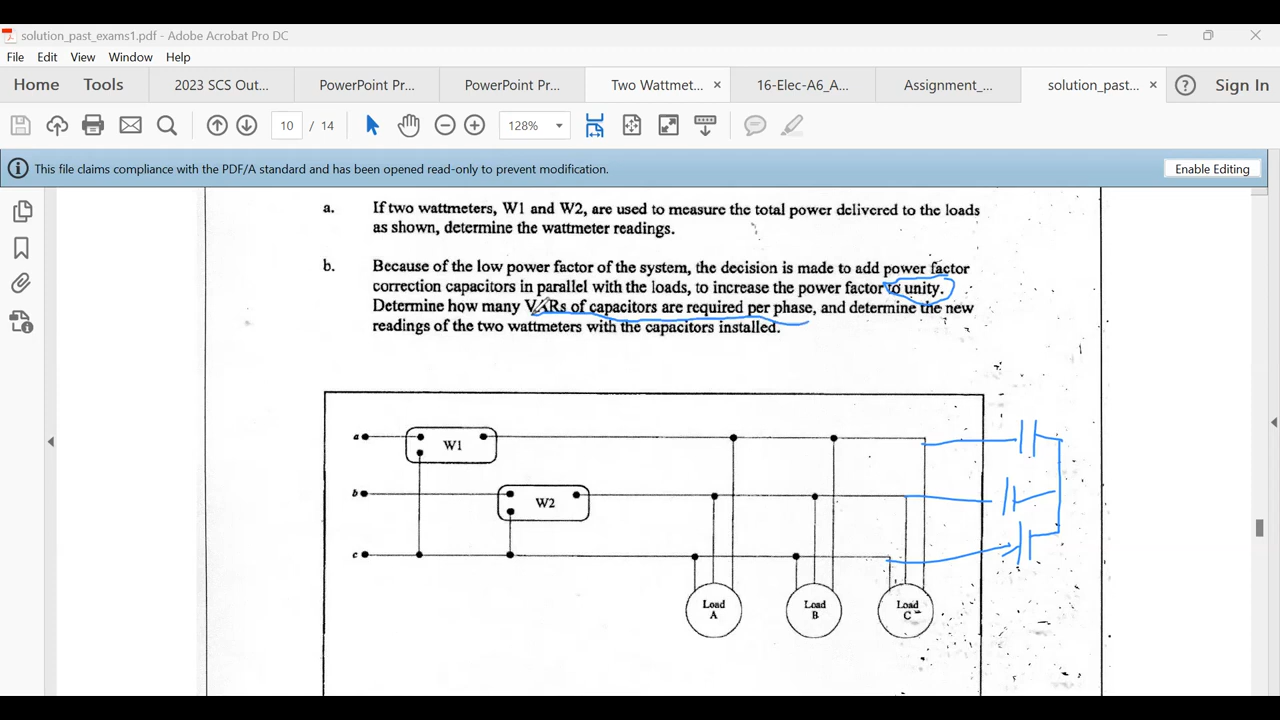 solution_past_exams1.pdf - Adobe Acrobat Pro DC
File Edit View Window Help
Home Tools 2023 SCS Out... PowerPoint Pr... PowerPoint Pr... Two Wattmet... × 16-Elec-A6_A... Assignment_... solution_past... × Sign In
10 / 14 128%
This file claims compliance with the PDF/A standard and has been opened read-only to prevent modification. Enable Editing
a. If two wattmeters, W1 and W2, are used to measure the total power delivered to the loads
as shown, determine the wattmeter readings.
b. Because of the low power factor of the system, the decision is made to add power factor
correction capacitors in parallel with the loads, to increase the power factor to unity.
Determine how many VARs of capacitors are required per phase, and determine the new
readings of the two wattmeters with the capacitors installed.
a W1
b W2
c
Load Load Load
A B C